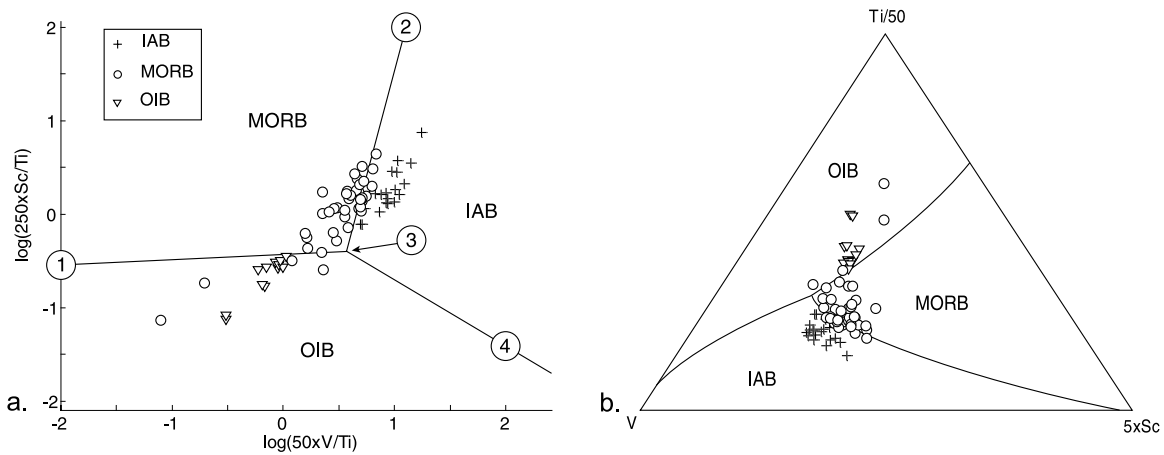 2
1
0
-1
-2
log(250xSc/Ti)
IAB
MORB
OIB
MORB
IAB
OIB
1
2
3
4
-2
-1
0
1
2
log(50xV/Ti)
a.
Ti/50
OIB
MORB
IAB
V
5xSc
b.